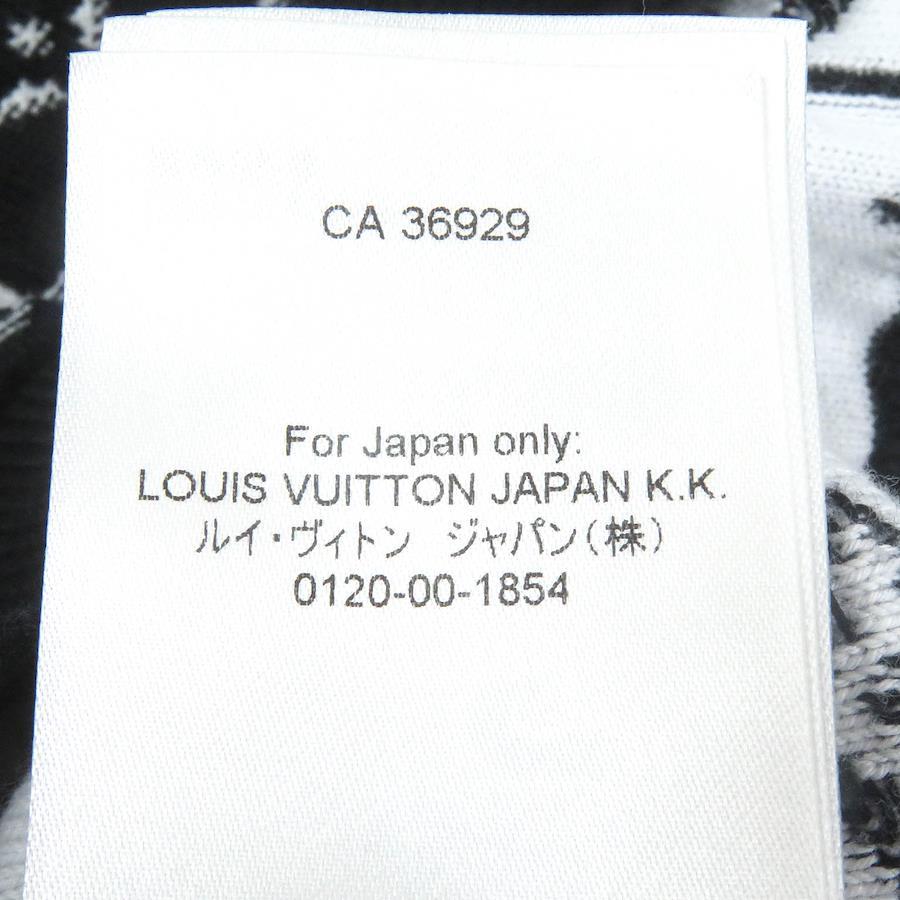 CA 36929
For Japan only:
LOUIS VUITTON JAPAN K.K.
ルイ・ヴィトン　ジャパン(株)
0120-00-1854